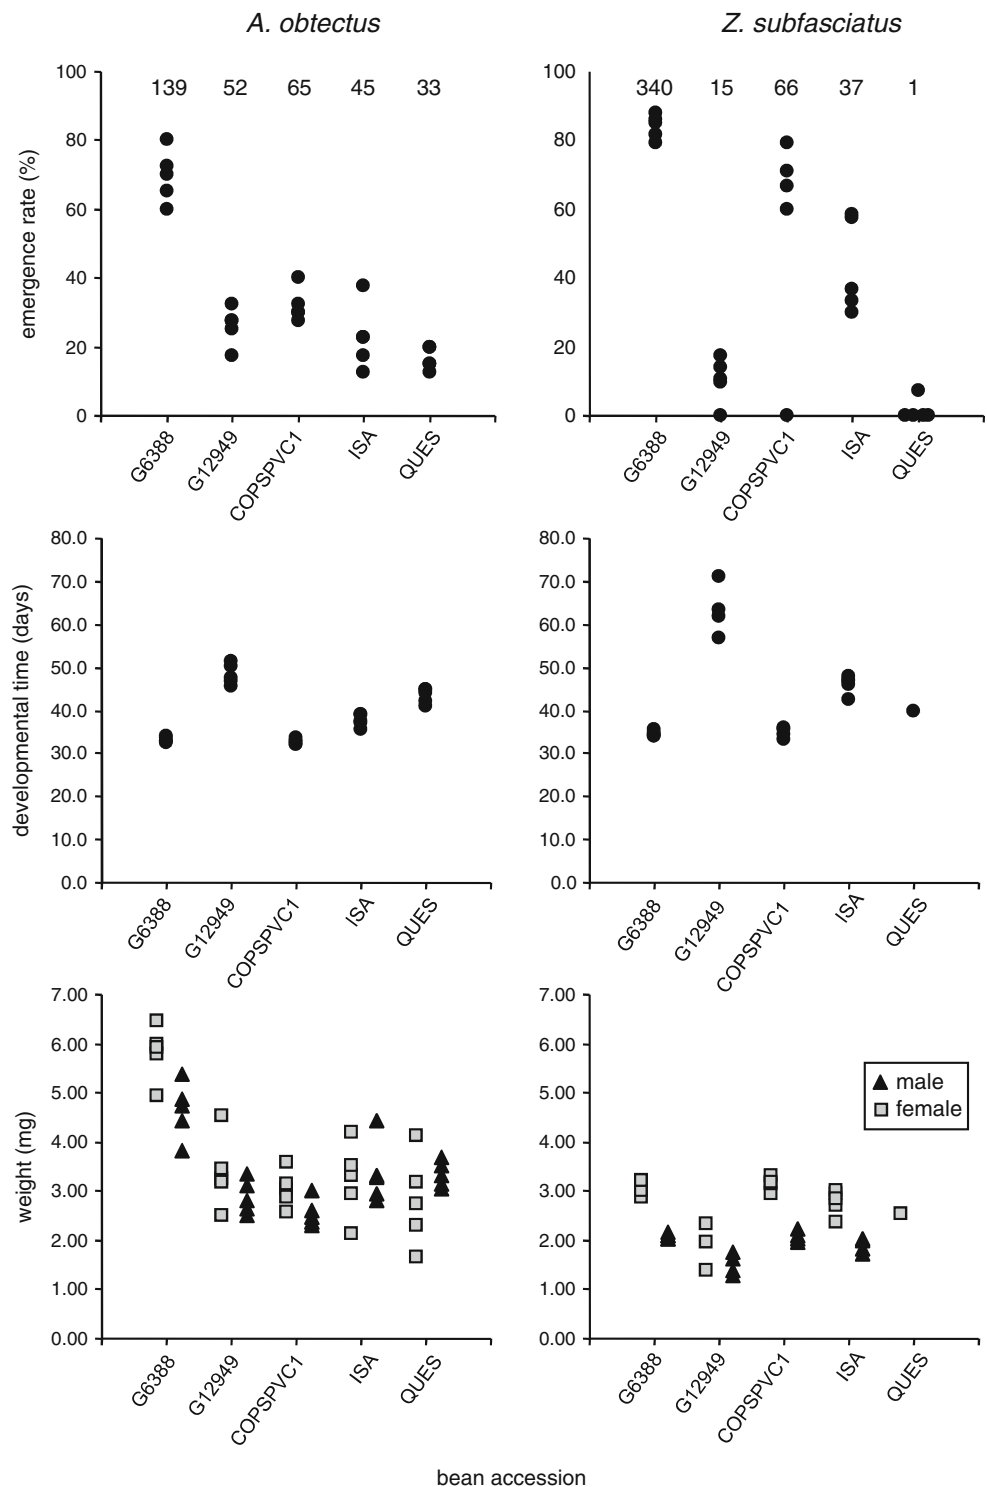 A. obtectus
Z. subfasciatus
emergence rate (%)
100
80
60
40
20
0
139 52 65 45 33
G6388 G12949 COPSPVC1 ISA QUES
100
80
60
40
20
0
340 15 66 37 1
G6388 G12949 COPSPVC1 ISA QUES
developmental time (days)
80.0
70.0
60.0
50.0
40.0
30.0
20.0
10.0
0.0
G6388 G12949 COPSPVC1 ISA QUES
80.0
70.0
60.0
50.0
40.0
30.0
20.0
10.0
0.0
G6388 G12949 COPSPVC1 ISA QUES
weight (mg)
7.00
6.00
5.00
4.00
3.00
2.00
1.00
0.00
G6388 G12949 COPSPVC1 ISA QUES
7.00
6.00
5.00
4.00
3.00
2.00
1.00
0.00
male
female
G6388 G12949 COPSPVC1 ISA QUES
bean accession